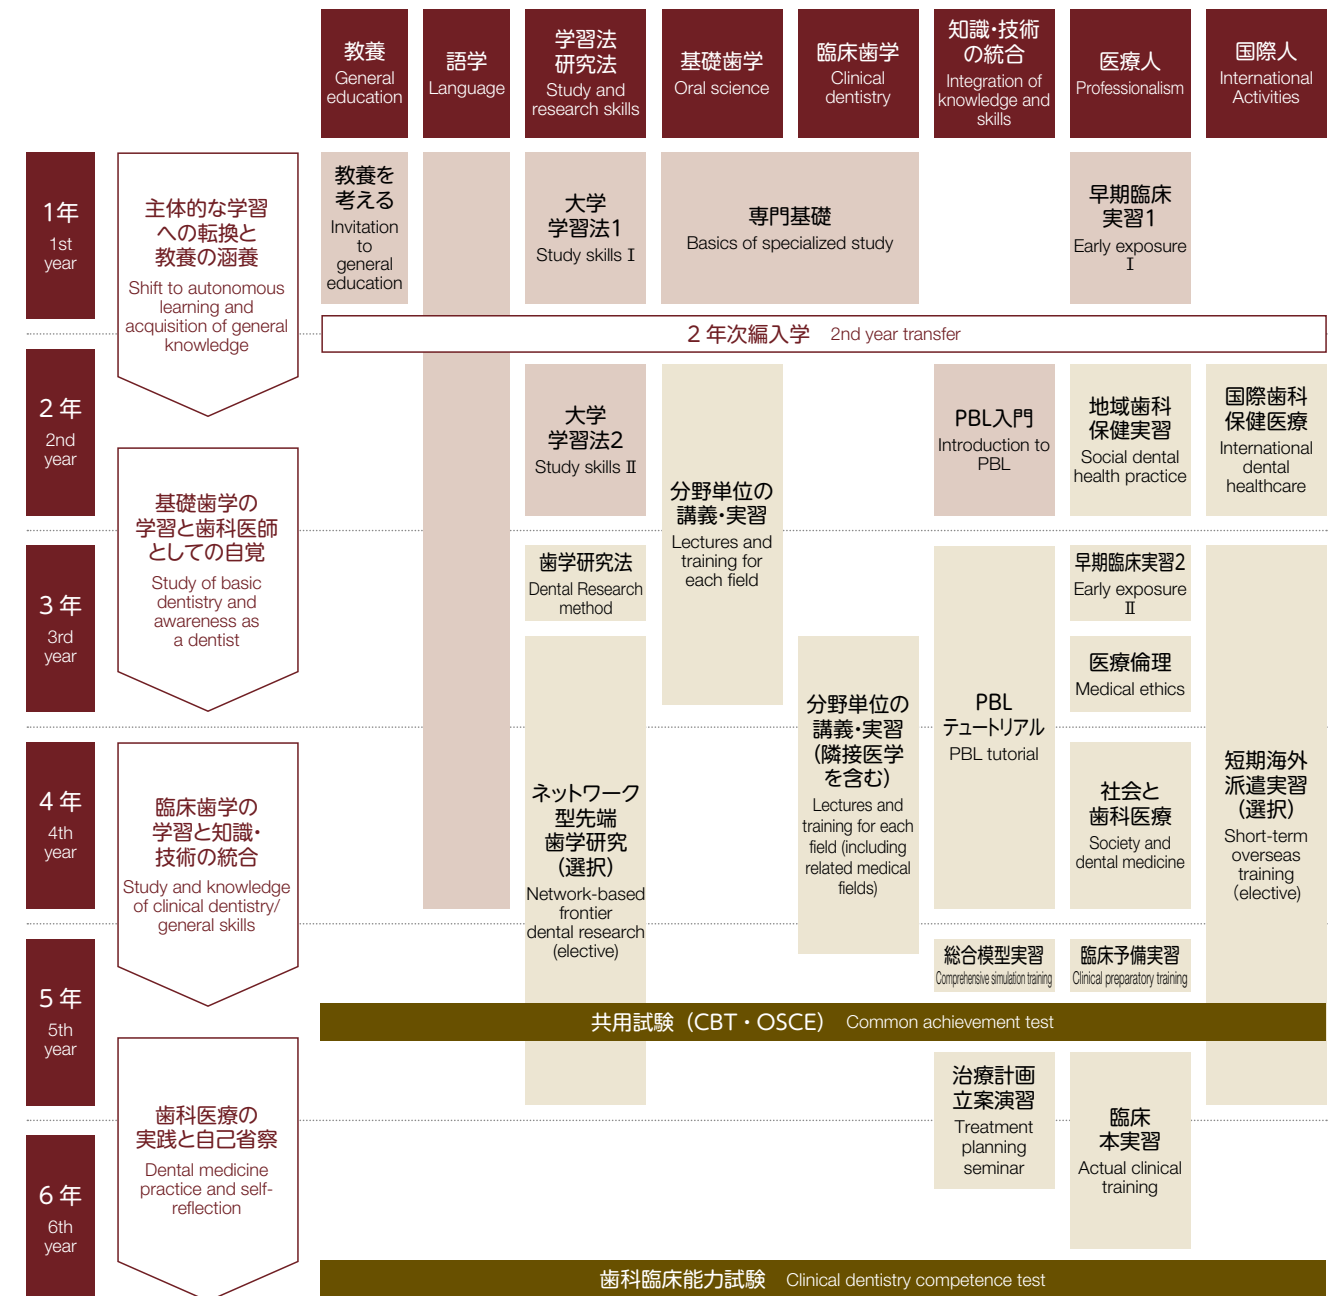 教養
General
education
語学
Language
学習法
研究法
Study and
research skills
基礎歯学
Oral science
臨床歯学
Clinical
dentistry
知識・技術
の統合
Integration of
knowledge and
skills
医療人
Professionalism
国際人
International
Activities
1年
1st
year
主体的な学習
への転換と
教養の涵養
Shift to autonomous
learning and
acquisition of general
knowledge
教養を
考える
Invitation
to
general
education
大学
学習法1
Study skills Ⅰ
専門基礎
Basics of specialized study
早期臨床
実習1
Early exposure
Ⅰ
2 年次編入学 2nd year transfer
2 年
2nd
year
大学
学習法2
Study skills Ⅱ
分野単位の
講義・実習
Lectures and
training for
each field
PBL入門
Introduction to
PBL
地域歯科
保健実習
Social dental
health practice
国際歯科
保健医療
International
dental
healthcare
基礎歯学の
学習と歯科医師
としての自覚
Study of basic
dentistry and
awareness as
a dentist
3 年
3rd
year
歯学研究法
Dental Research
method
早期臨床実習2
Early exposure
Ⅱ
医療倫理
Medical ethics
分野単位の
講義・実習
(隣接医学
を含む)
Lectures and
training for each
field (including
related medical
fields)
PBL
テュートリアル
PBL tutorial
4 年
4th
year
臨床歯学の
学習と知識・
技術の統合
Study and knowledge
of clinical dentistry/
general skills
ネットワーク
型先端
歯学研究
(選択)
Network-based
frontier
dental research
(elective)
社会と
歯科医療
Society and
dental medicine
短期海外
派遣実習
(選択)
Short-term
overseas
training
(elective)
5 年
5th
year
総合模型実習
Comprehensive simulation training
臨床予備実習
Clinical preparatory training
共用試験（CBT・OSCE） Common achievement test
歯科医療の
実践と自己省察
Dental medicine
practice and self-
reflection
治療計画
立案演習
Treatment
planning
seminar
臨床
本実習
Actual clinical
training
6 年
6th
year
歯科臨床能力試験 Clinical dentistry competence test